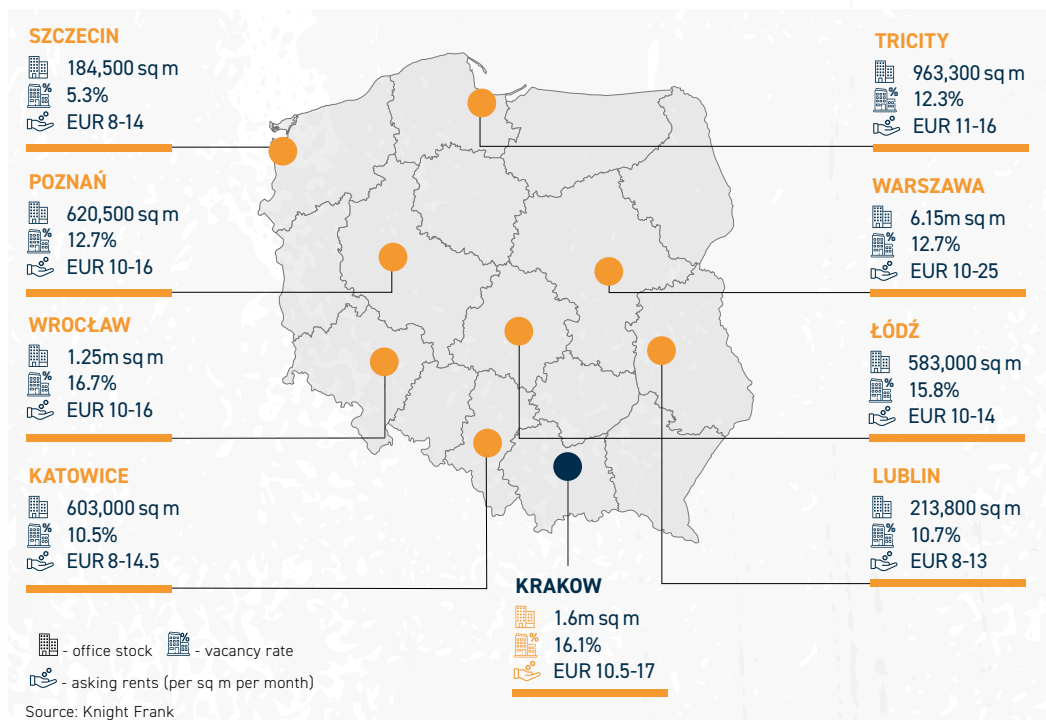 SZCZECIN
184,500 sq m
%
5.3%
EUR 8-14
POZNAŃ
620,500 sq m
%
12.7%
EUR 10-16
WROCŁAW
1.25m sq m
%
16.7%
EUR 10-16
KATOWICE
603,000 sq m
%
10.5%
EUR 8-14.5
TRICITY
963,300 sq m
%
12.3%
EUR 11-16
WARSZAWA
6.15m sq m
%
12.7%
EUR 10-25
ŁÓDŹ
583,000 sq m
%
15.8%
EUR 10-14
LUBLIN
213,800 sq m
%
10.7%
EUR 8-13
KRAKOW
1.6m sq m
%
16.1%
EUR 10.5-17
- office stock % - vacancy rate
- asking rents (per sq m per month)
Source: Knight Frank